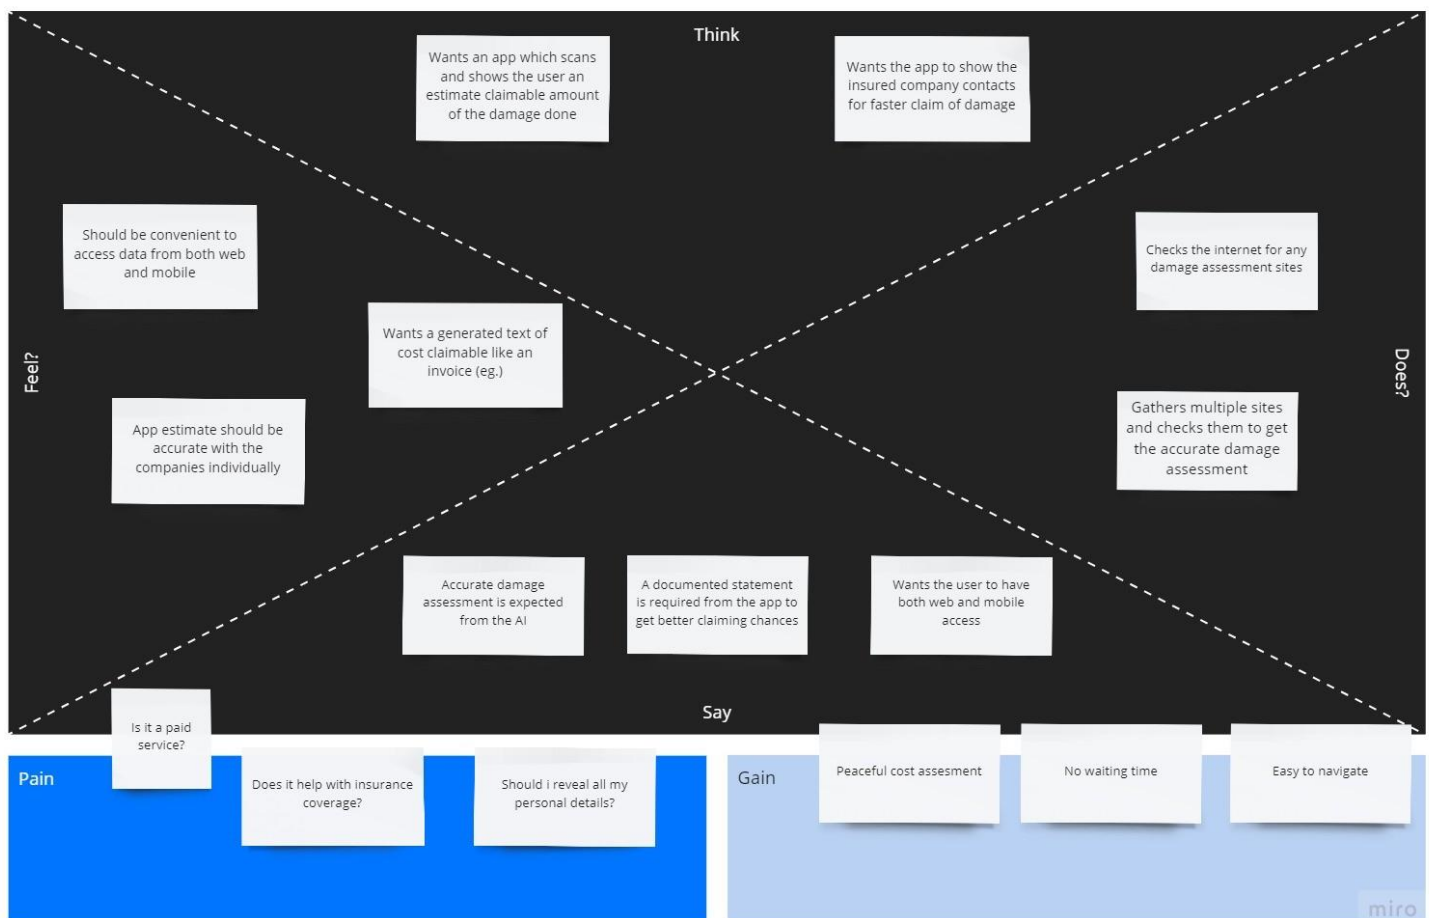 Think
Wants an app which scans
and shows the user an
estimate claimable amount
of the damage done
Wants the app to show the
insured company contacts
for faster claim of damage
Feel?
Should be convenient to
access data from both web
and mobile
Wants a generated text of
cost claimable like an
invoice (eg.)
App estimate should be
accurate with the
companies individually
Does?
Checks the internet for any
damage assessment sites
Gathers multiple sites
and checks them to get
the accurate damage
assessment
Accurate damage
assessment is expected
from the AI
A documented statement
is required from the app to
get better claiming chances
Wants the user to have
both web and mobile
access
Say
Pain
Is it a paid
service?
Does it help with insurance
coverage?
Should i reveal all my
personal details?
Gain
Peaceful cost assesment
No waiting time
Easy to navigate
miro